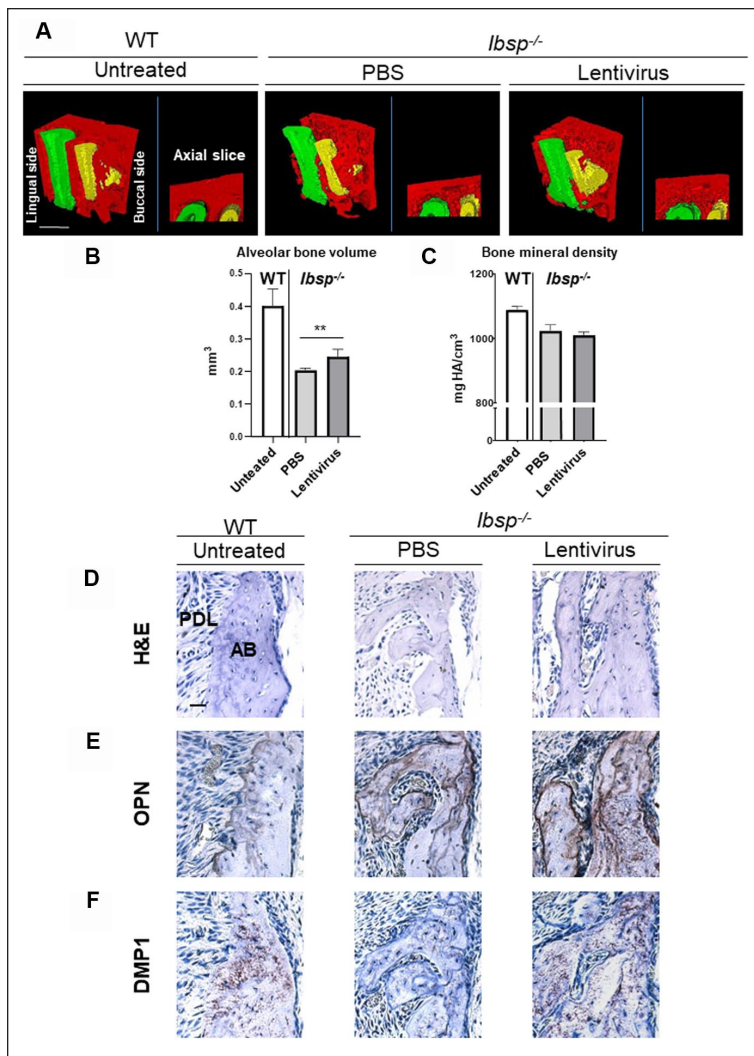 A
WT
Ibsp-/-
Untreated
PBS
Lentivirus
Lingual side
Buccal side
Axial slice
B
Alveolar bone volume
WT
Ibsp-/-
**
mm3
0.5
0.4
0.3
0.2
0.1
0.0
Unteated
PBS
Lentivirus
C
Bone mineral density
WT
Ibsp-/-
mg HA/cm3
1200
1000
800
0
Untreated
PBS
Lentivirus
WT
Ibsp-/-
Untreated
PBS
Lentivirus
D
H&E
PDL
AB
E
OPN
F
DMP1